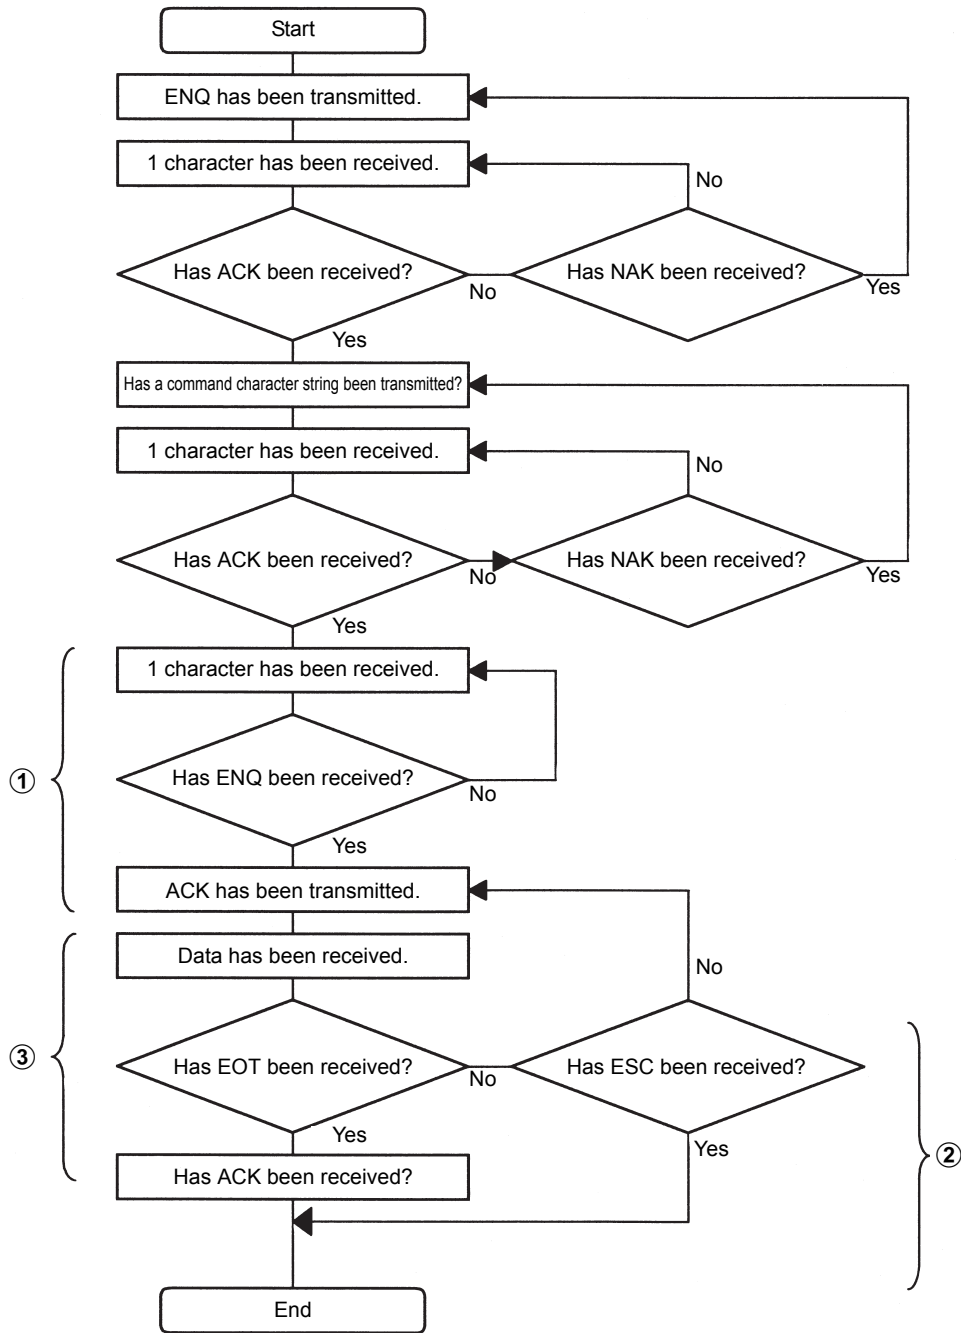 Start
ENQ has been transmitted.
1 character has been received.
No
Has ACK been received?
No
Has NAK been received?
Yes
Yes
Has a command character string been transmitted?
1 character has been received.
No
Has ACK been received?
No
Has NAK been received?
Yes
Yes
1 character has been received.
①
Has ENQ been received?
No
Yes
ACK has been transmitted.
Data has been received.
No
③
Has EOT been received?
No
Has ESC been received?
Yes
Yes
②
Has ACK been received?
End